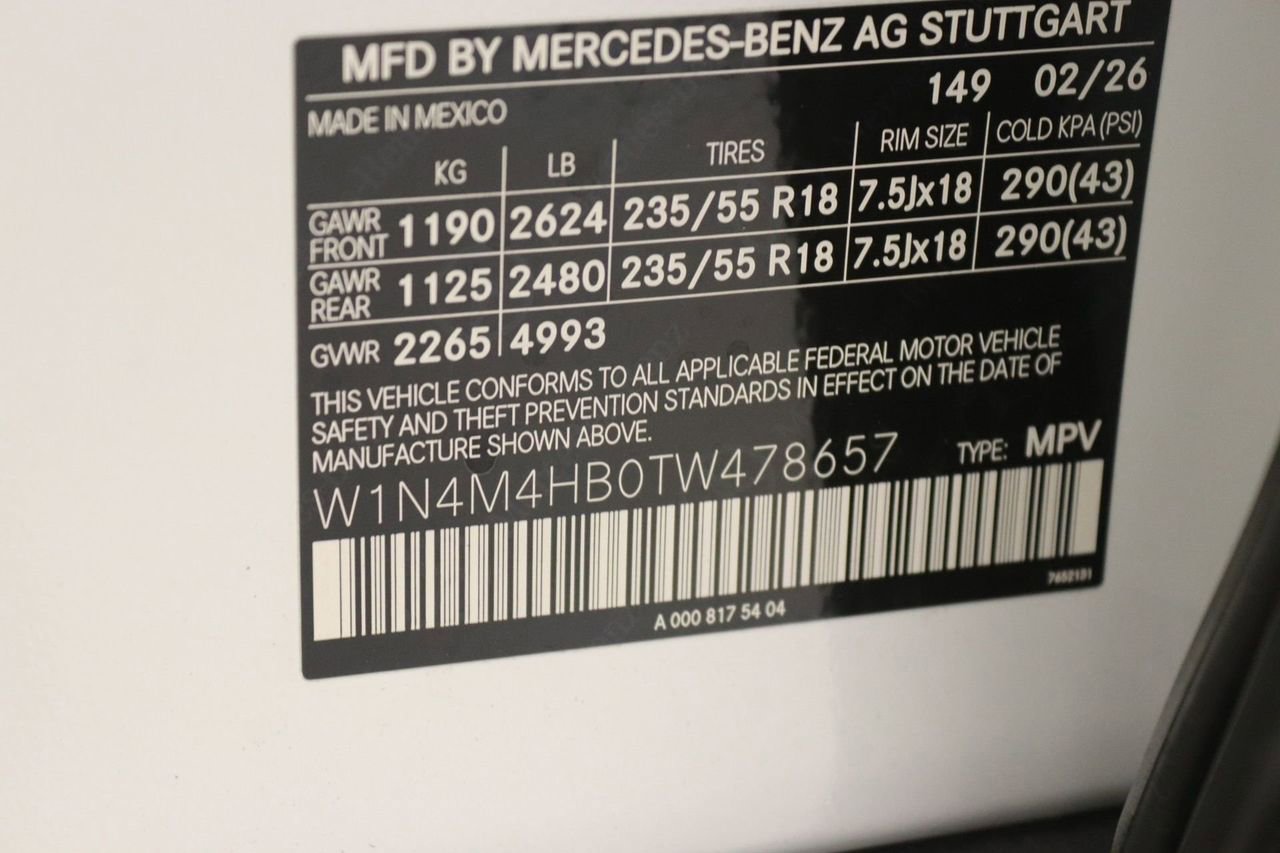 MFD BY MERCEDES-BENZ AG STUTTGART
149 02/26
MADE IN MEXICO
KG LB TIRES RIM SIZE COLD KPA (PSI)
GAWR FRONT 1190 2624 235/55 R18 7.5Jx18 290(43)
GAWR REAR 1125 2480 235/55 R18 7.5Jx18 290(43)
GVWR 2265 4993
THIS VEHICLE CONFORMS TO ALL APPLICABLE FEDERAL MOTOR VEHICLE
SAFETY AND THEFT PREVENTION STANDARDS IN EFFECT ON THE DATE OF
MANUFACTURE SHOWN ABOVE.
W1N4M4HB0TW478657 TYPE: MPV
7652131
A 000 817 54 04